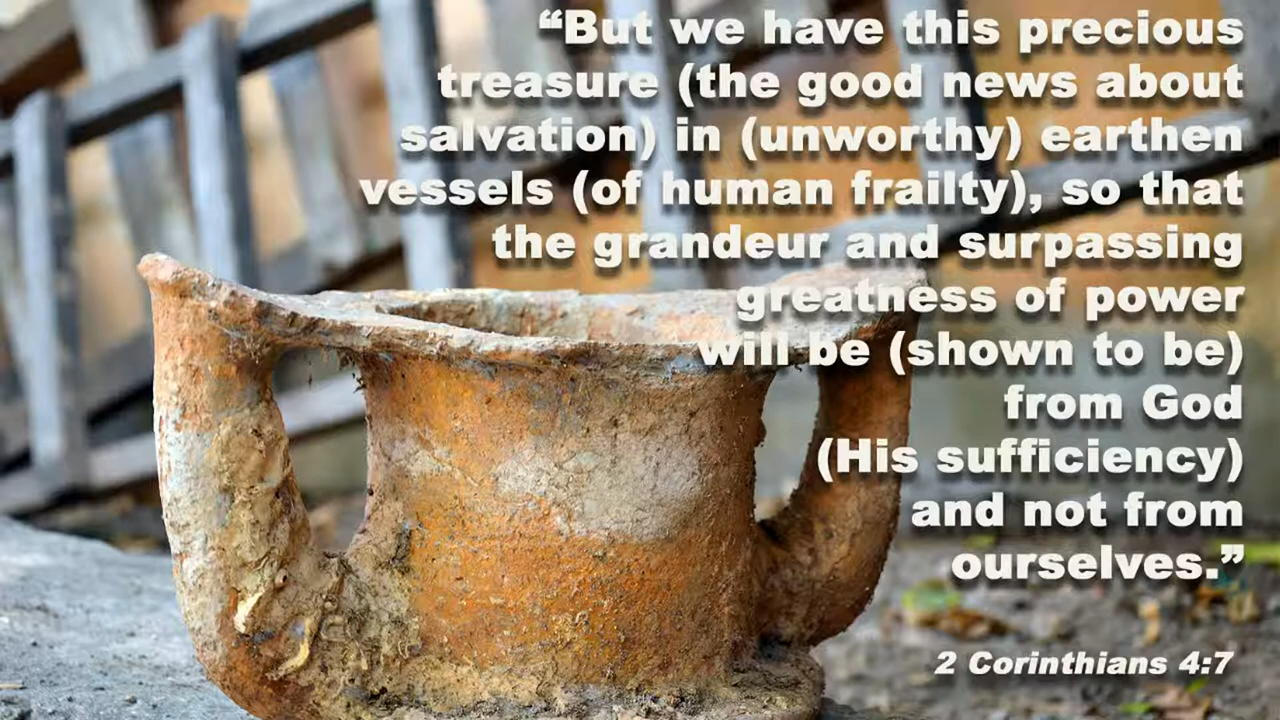 “But we have this precious
treasure (the good news about
salvation) in (unworthy) earthen
vessels (of human frailty), so that
the grandeur and surpassing
greatness of power
will be (shown to be)
from God
(His sufficiency)
and not from
ourselves.”
2 Corinthians 4:7